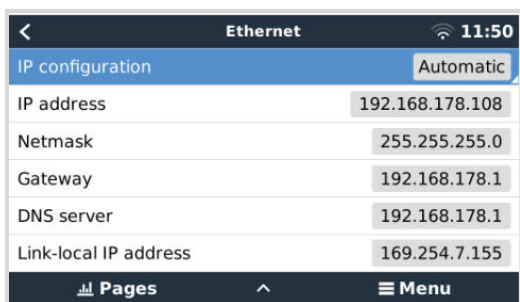 Ethernet 11:50
IP configuration Automatic
IP address 192.168.178.108
Netmask 255.255.255.0
Gateway 192.168.178.1
DNS server 192.168.178.1
Link-local IP address 169.254.7.155
Pages Menu